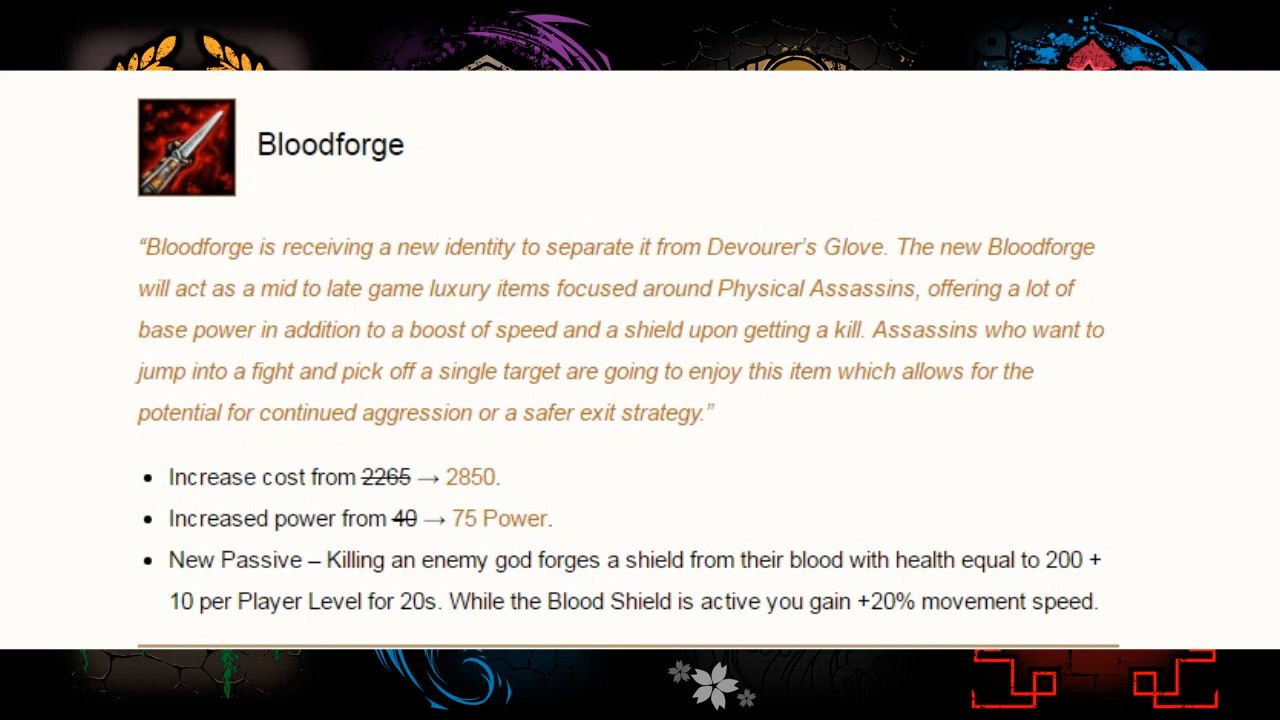 Bloodforge
“Bloodforge is receiving a new identity to separate it from Devourer’s Glove. The new Bloodforge
will act as a mid to late game luxury items focused around Physical Assassins, offering a lot of
base power in addition to a boost of speed and a shield upon getting a kill. Assassins who want to
jump into a fight and pick off a single target are going to enjoy this item which allows for the
potential for continued aggression or a safer exit strategy.”
• Increase cost from 2265 → 2850.
• Increased power from 40 → 75 Power.
• New Passive – Killing an enemy god forges a shield from their blood with health equal to 200 +
10 per Player Level for 20s. While the Blood Shield is active you gain +20% movement speed.